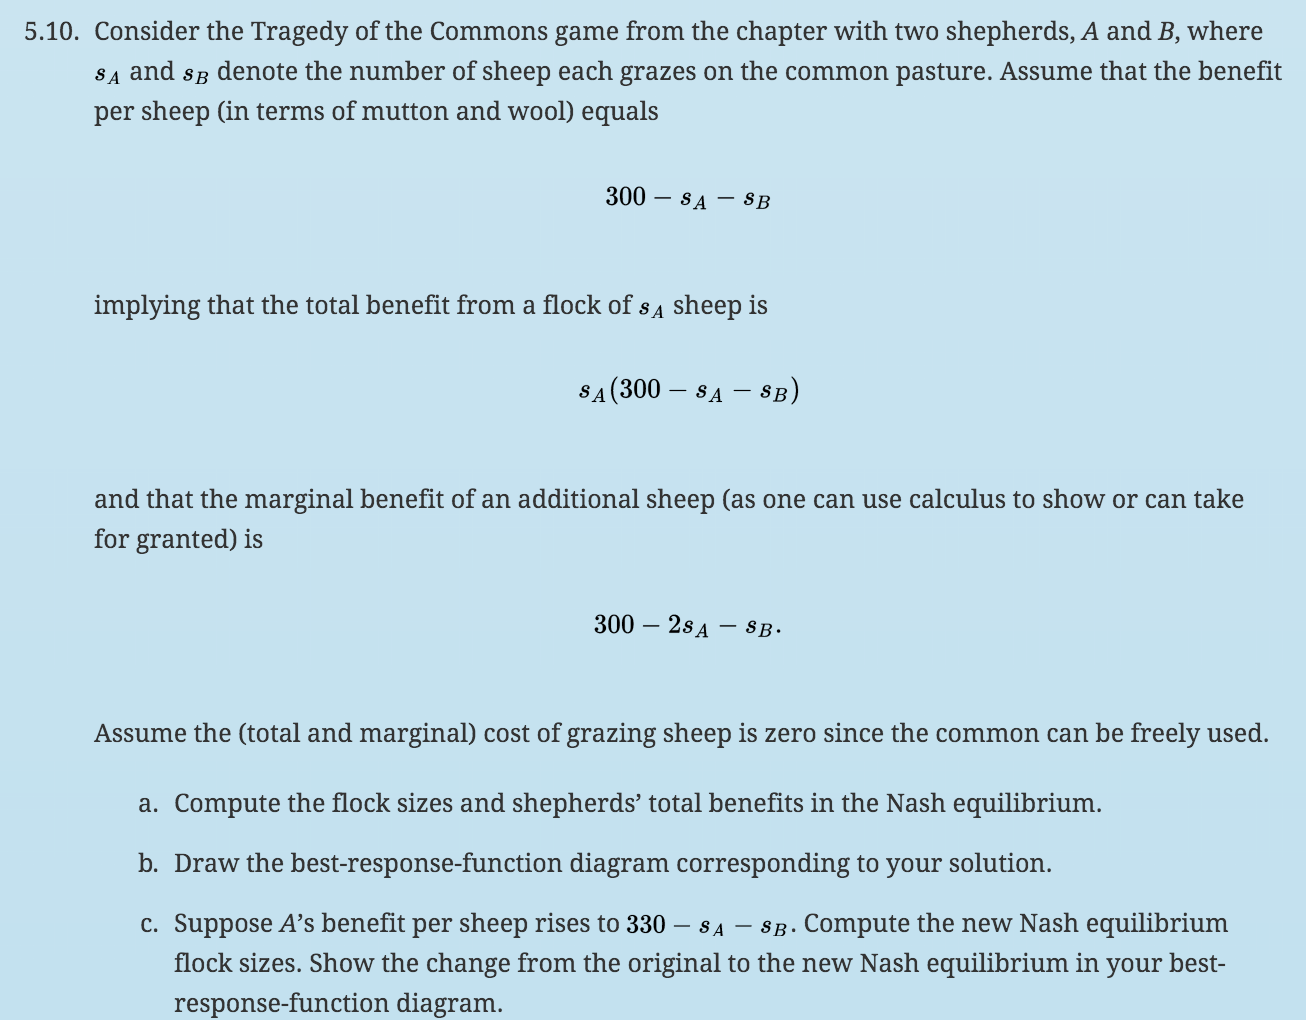 5.10. Consider the Tragedy of the Commons game from the chapter with two shepherds, A and B, where
s_A and s_B denote the number of sheep each grazes on the common pasture. Assume that the benefit
per sheep (in terms of mutton and wool) equals
300 − s_A − s_B
implying that the total benefit from a flock of s_A sheep is
s_A(300 − s_A − s_B)
and that the marginal benefit of an additional sheep (as one can use calculus to show or can take
for granted) is
300 − 2s_A − s_B.
Assume the (total and marginal) cost of grazing sheep is zero since the common can be freely used.
a. Compute the flock sizes and shepherds’ total benefits in the Nash equilibrium.
b. Draw the best-response-function diagram corresponding to your solution.
c. Suppose A’s benefit per sheep rises to 330 − s_A − s_B. Compute the new Nash equilibrium
flock sizes. Show the change from the original to the new Nash equilibrium in your best-
response-function diagram.